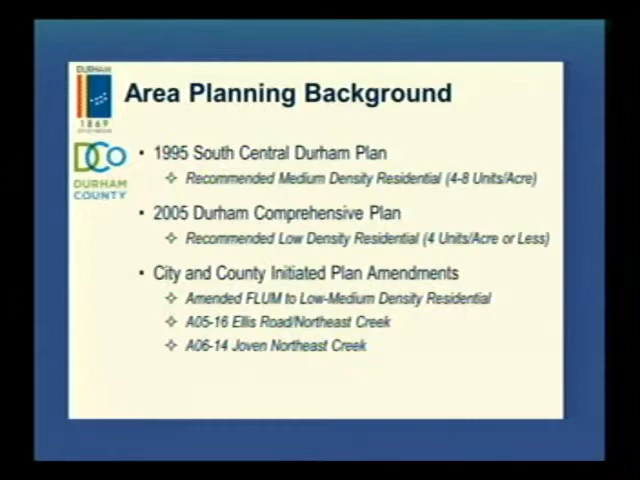 DURHAM
1869
Area Planning Background
DCO
DURHAM
COUNTY
• 1995 South Central Durham Plan
Recommended Medium Density Residential (4-8 Units/Acre)
• 2005 Durham Comprehensive Plan
Recommended Low Density Residential (4 Units/Acre or Less)
• City and County Initiated Plan Amendments
Amended FLUM to Low-Medium Density Residential
A05-16 Ellis Road/Northeast Creek
A06-14 Joven Northeast Creek